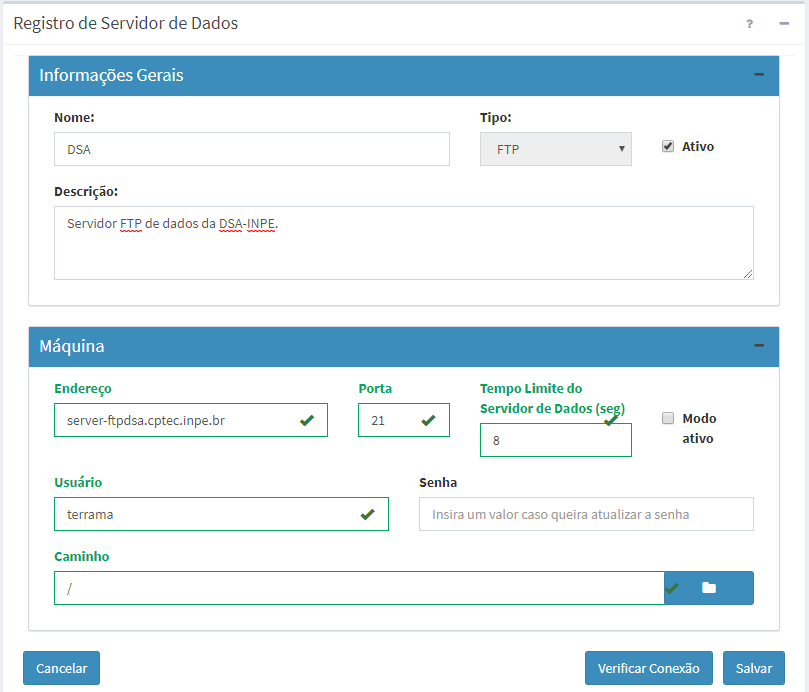 Registro de Servidor de Dados
?
Informações Gerais
Nome:
Tipo:
DSA
FTP
Ativo
Descrição:
Servidor FTP de dados da DSA-INPE.
Máquina
Endereço
Porta
Tempo Limite do
Servidor de Dados (seg)
server-ftpdsa.cptec.inpe.br
21
8
Modo
ativo
Usuário
Senha
terrama
Insira um valor caso queira atualizar a senha
Caminho
/
Cancelar
Verificar Conexão
Salvar